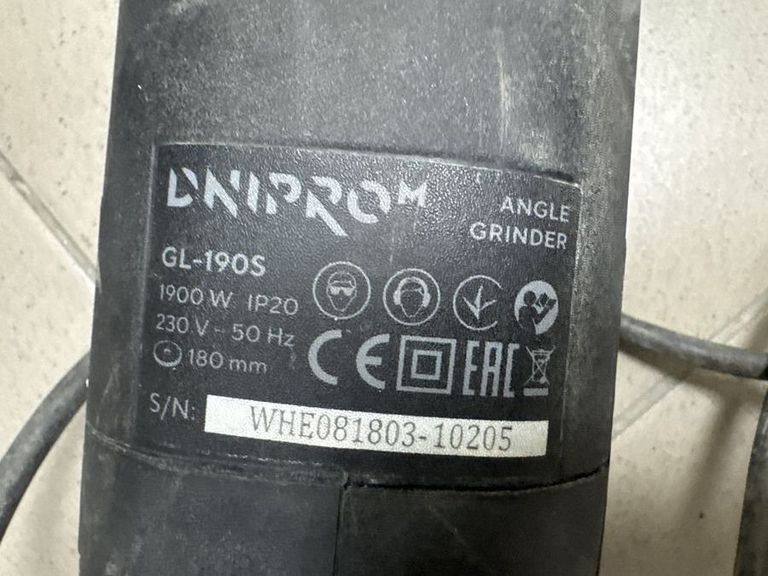 DNIPRO M
ANGLE
GRINDER
GL-190S
1900 W IP20
230 V ~ 50 Hz
180 mm
CE EAC
S/N: WHE081803-10205